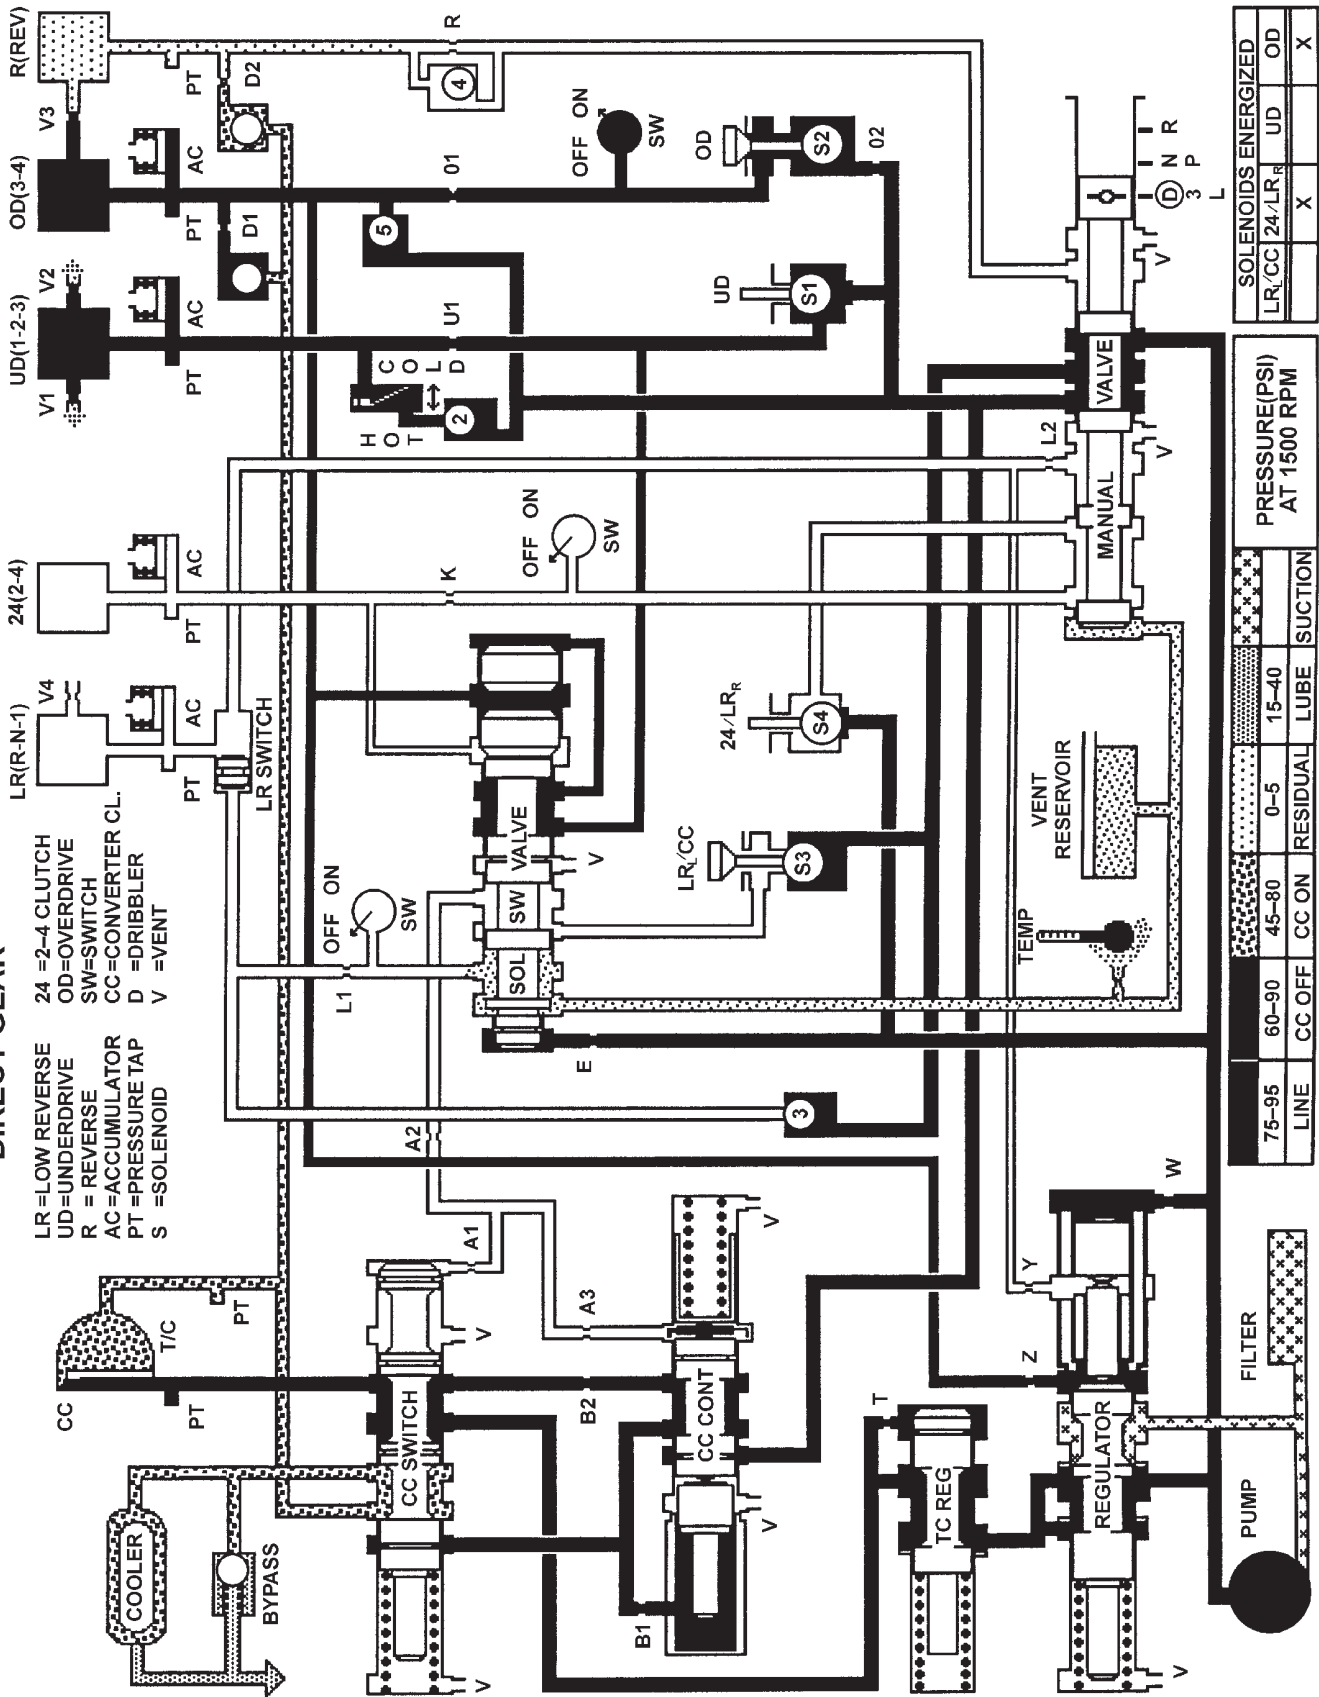 DIRECT GEAR
LR =LOW REVERSE
UD=UNDERDRIVE
R = REVERSE
AC=ACCUMULATOR
PT =PRESSURE TAP
S =SOLENOID
24 =2–4 CLUTCH
OD=OVERDRIVE
SW=SWITCH
CC=CONVERTER CL.
D =DRIBBLER
V =VENT
COOLER
BYPASS
CC
T/C
PT
PT
LR(R-N-1)
V4
PT
AC
LR SWITCH
24(2-4)
PT
AC
UD(1-2-3)
V1
V2
PT
AC
OD(3-4)
V3
PT
AC
D1
R(REV)
PT
D2
CC SWITCH
V
V
A1
A2
A3
B1
B2
CC CONT
V
V
L1
OFF ON
SW
E
SOL SW VALVE
V
3
K
OFF ON
SW
HOT
COLD
2
U1
5
O1
R
4
OFF ON
SW
LRL/CC
S3
24/LRR
S4
UD
S1
OD
S2
02
T
TC REG
Z
Y
W
REGULATOR
V
PUMP
FILTER
TEMP
VENT
RESERVOIR
L2
MANUAL VALVE
V
V
D N R
3 P
L
75–95 60–90 45–80 0–5 15–40
LINE CC OFF CC ON RESIDUAL LUBE SUCTION
PRESSURE(PSI)
AT 1500 RPM
SOLENOIDS ENERGIZED
LRL/CC 24/LRR UD OD
X X